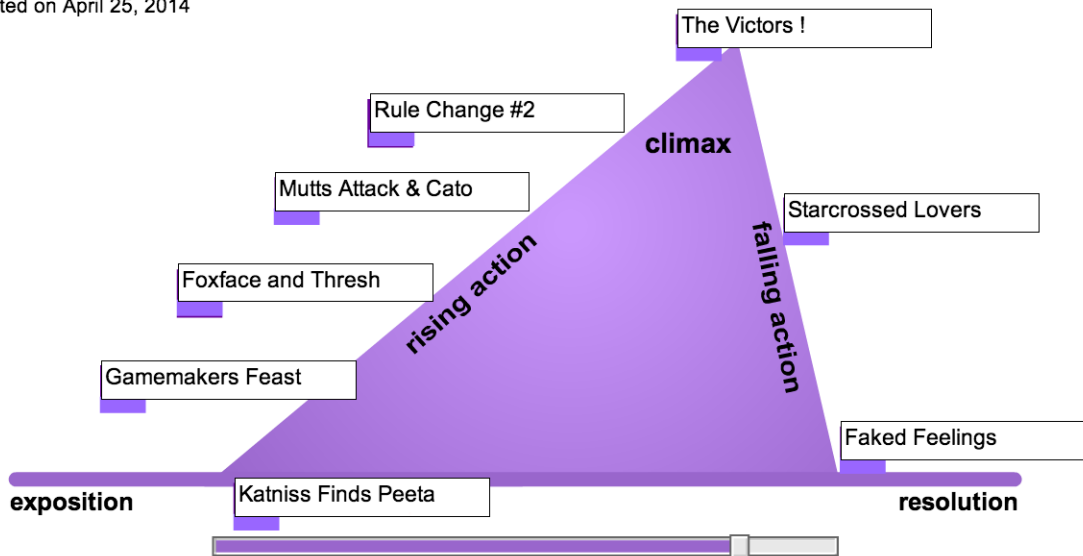 ted on April 25, 2014
The Victors !
Rule Change #2
climax
Mutts Attack & Cato
Starcrossed Lovers
rising action
falling action
Foxface and Thresh
Gamemakers Feast
Faked Feelings
exposition
Katniss Finds Peeta
resolution